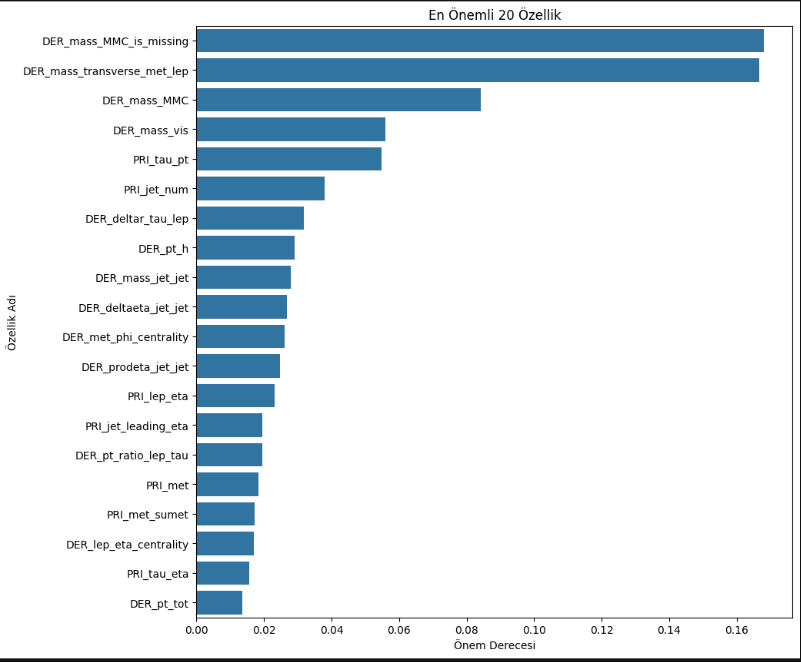 En Önemli 20 Özellik
DER_mass_MMC_is_missing
DER_mass_transverse_met_lep
DER_mass_MMC
DER_mass_vis
PRI_tau_pt
PRI_jet_num
DER_deltar_tau_lep
DER_pt_h
DER_mass_jet_jet
DER_deltaeta_jet_jet
DER_met_phi_centrality
DER_prodeta_jet_jet
PRI_lep_eta
PRI_jet_leading_eta
DER_pt_ratio_lep_tau
PRI_met
PRI_met_sumet
DER_lep_eta_centrality
PRI_tau_eta
DER_pt_tot
Özellik Adı
0.00 0.02 0.04 0.06 0.08 0.10 0.12 0.14 0.16
Önem Derecesi